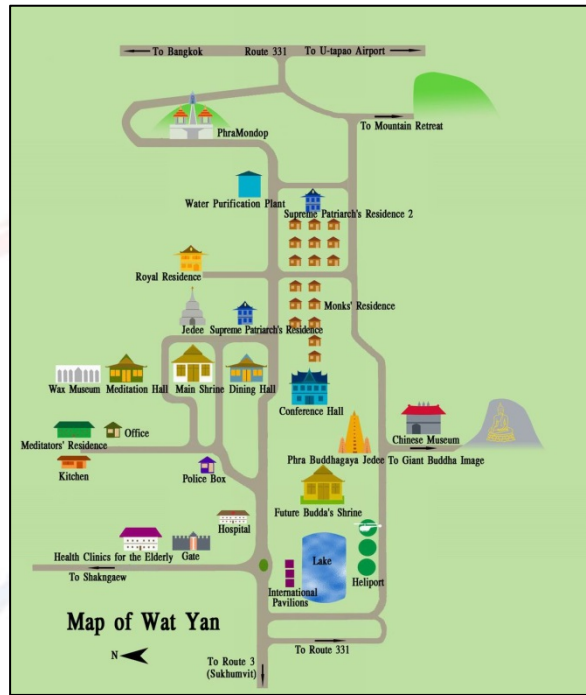 To Bangkok Route 331 To U-tapao Airport
PhraMondop
To Mountain Retreat
Water Purification Plant
Supreme Patriarch's Residence 2
Royal Residence
Monks' Residence
Jedee Supreme Patriarch's Residence
Wax Museum Meditation Hall Main Shrine Dining Hall
Conference Hall
Office
Chinese Museum
Meditators' Residence
Phra Buddhagaya Jedee To Giant Buddha Image
Kitchen
Police Box
Future Budda's Shrine
Hospital
Health Clinics for the Elderly Gate
Lake
Heliport
To Shakngaew
International
Pavilions
Map of Wat Yan
N
To Route 331
To Route 3
(Sukhumvit)